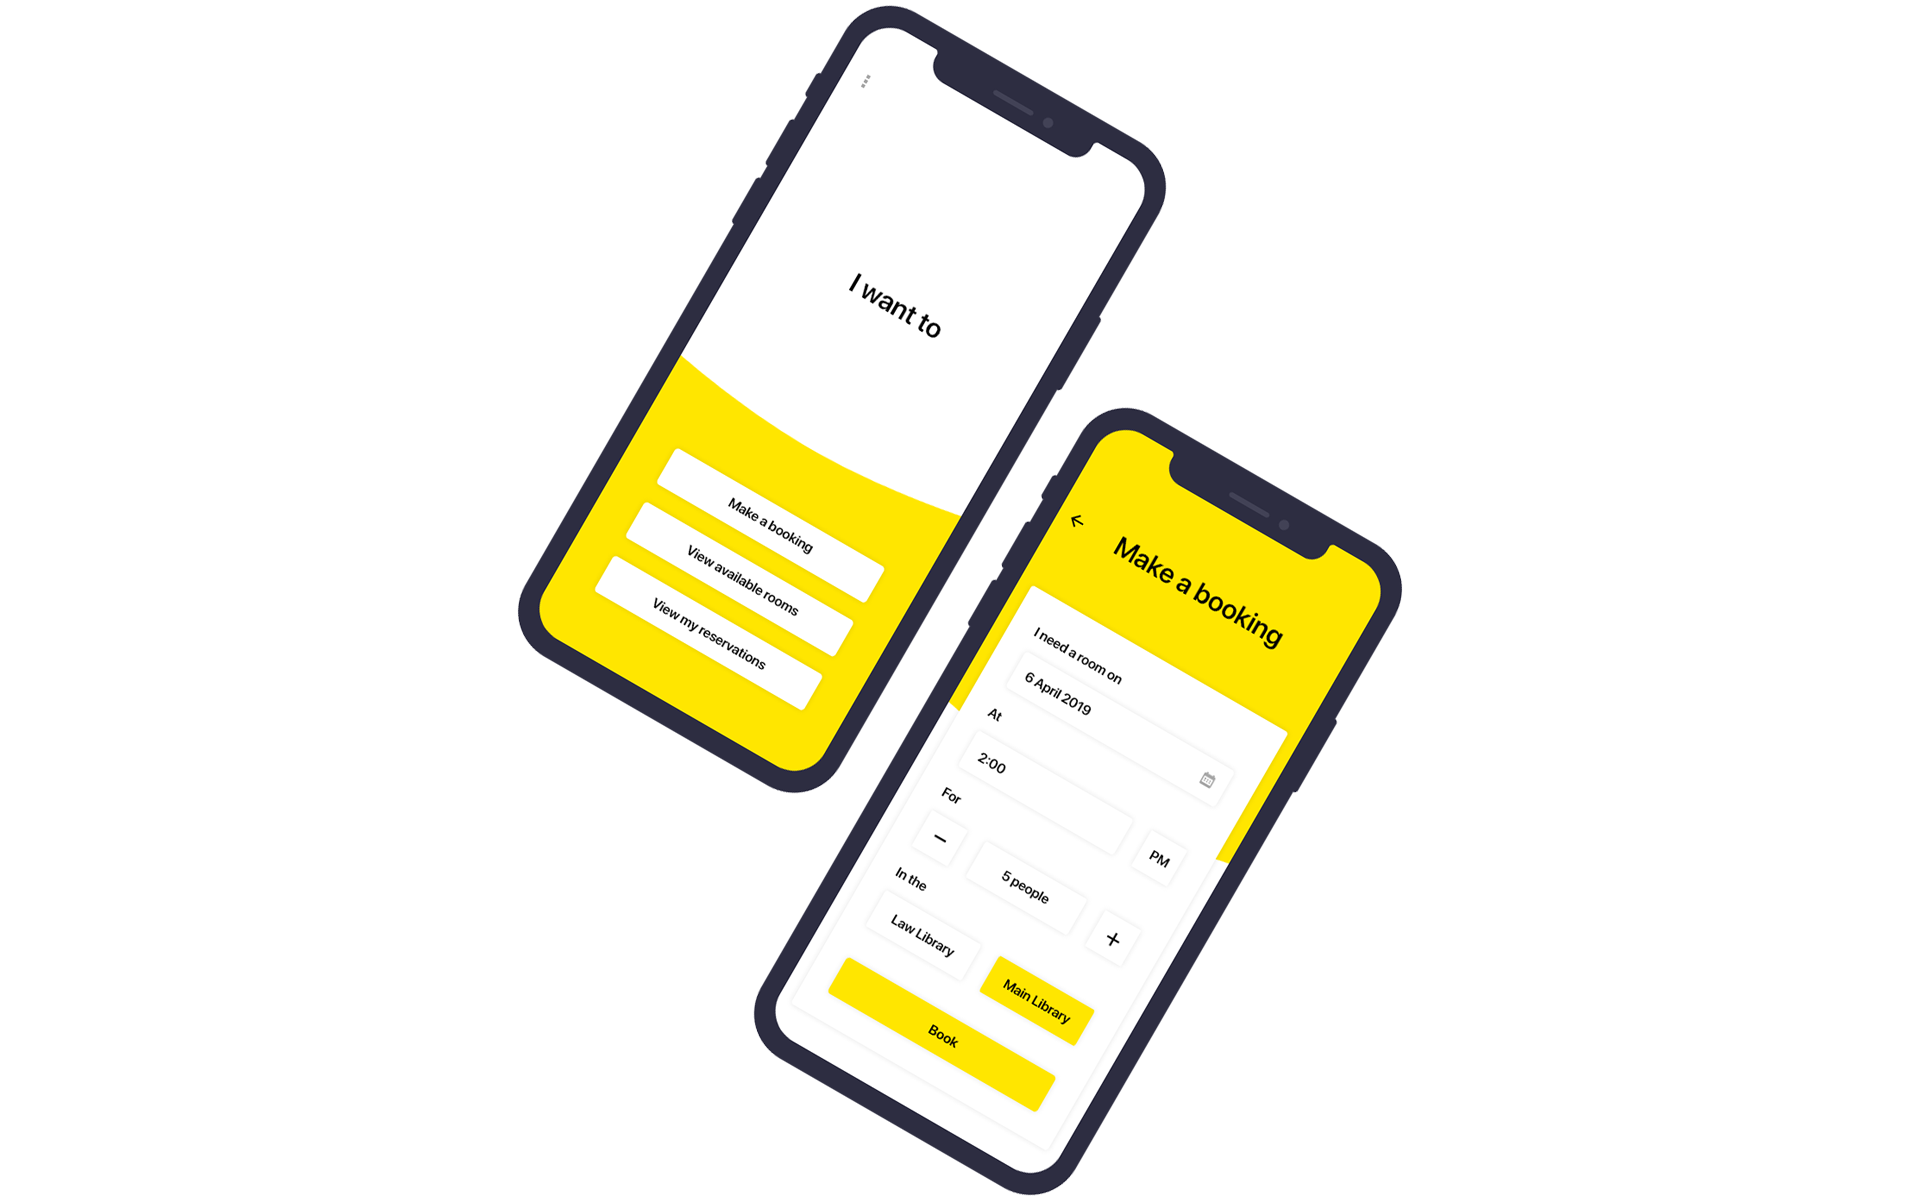 I want to
Make a booking
View available rooms
View my reservations
Make a booking
I need a room on
6 April 2019
At
2:00
PM
For
5 people
In the
Law Library
Main Library
Book